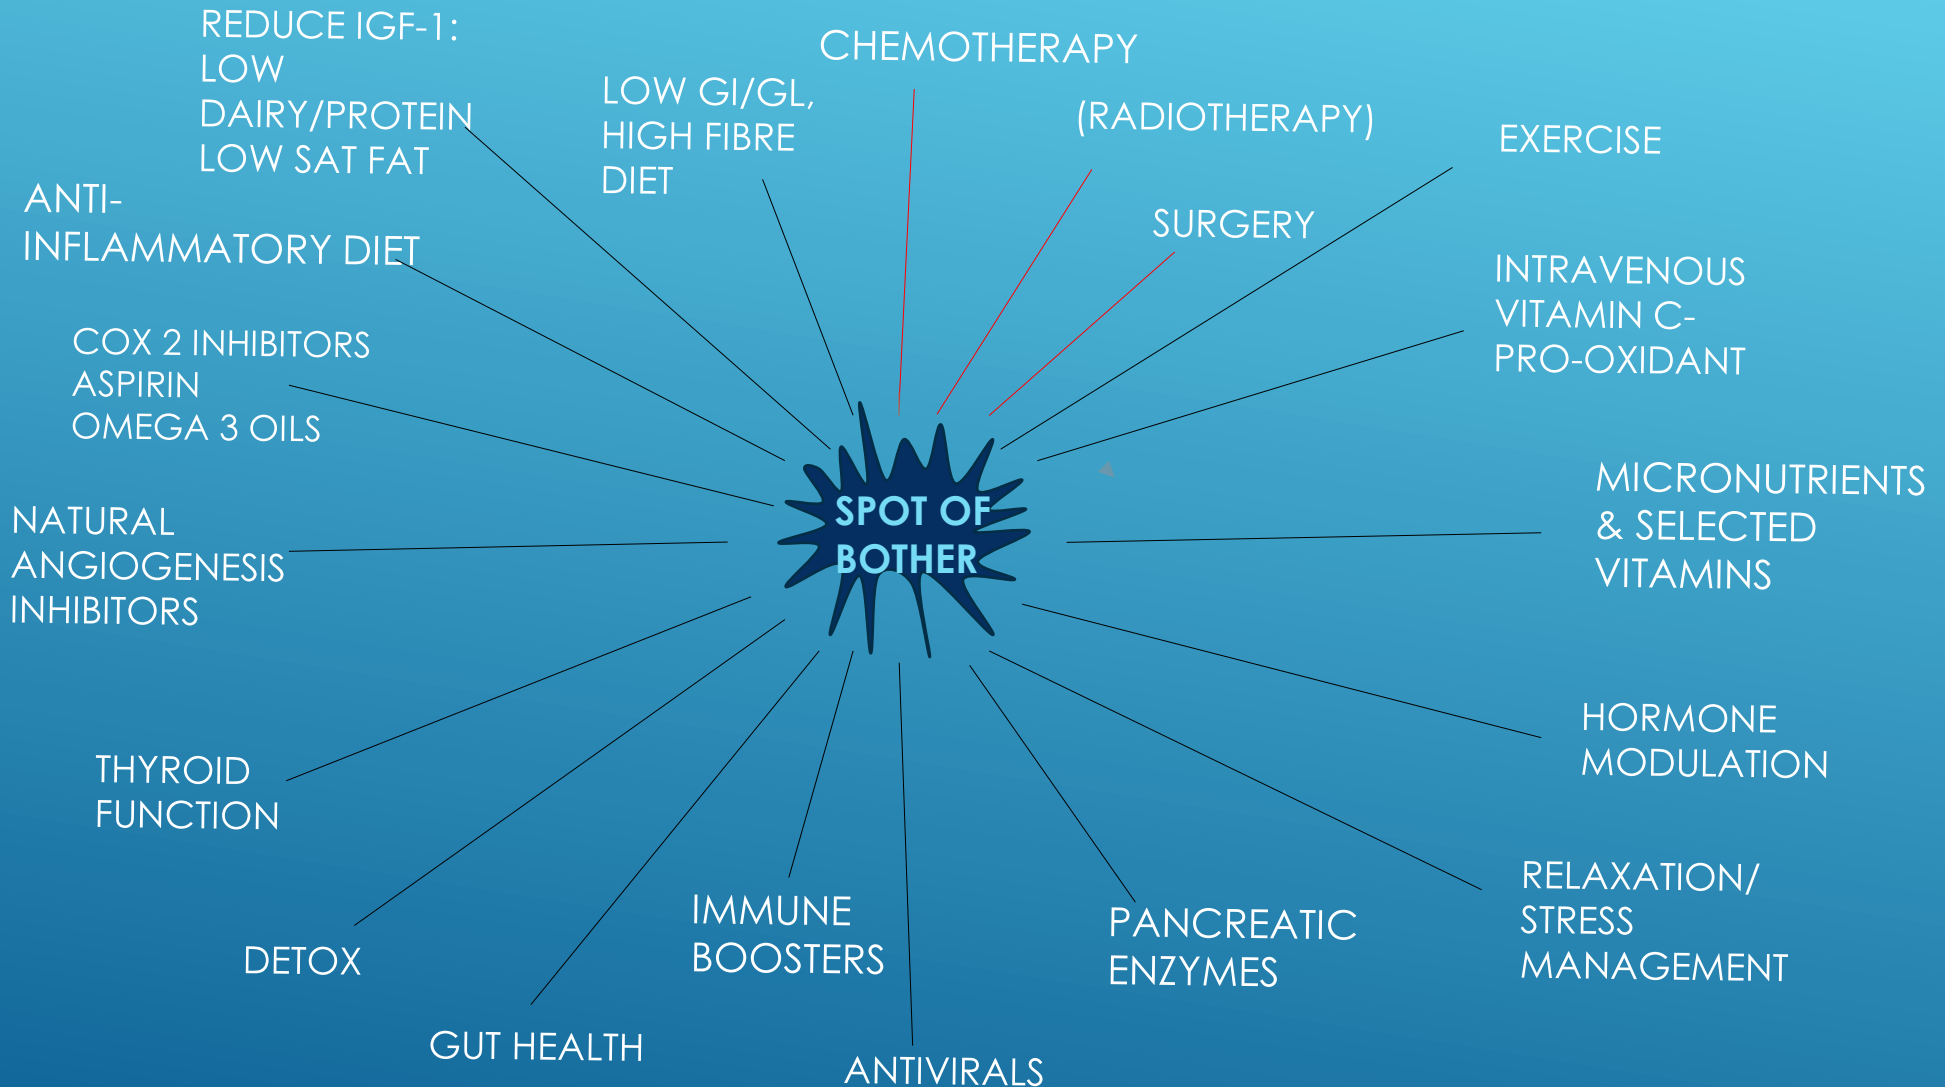 REDUCE IGF-1:
LOW
DAIRY/PROTEIN
LOW SAT FAT
LOW GI/GL,
HIGH FIBRE
DIET
CHEMOTHERAPY
(RADIOTHERAPY)
SURGERY
EXERCISE
ANTI-
INFLAMMATORY DIET
INTRAVENOUS
VITAMIN C-
PRO-OXIDANT
COX 2 INHIBITORS
ASPIRIN
OMEGA 3 OILS
SPOT OF
BOTHER
MICRONUTRIENTS
& SELECTED
VITAMINS
NATURAL
ANGIOGENESIS
INHIBITORS
HORMONE
MODULATION
THYROID
FUNCTION
RELAXATION/
STRESS
MANAGEMENT
DETOX
IMMUNE
BOOSTERS
PANCREATIC
ENZYMES
GUT HEALTH
ANTIVIRALS